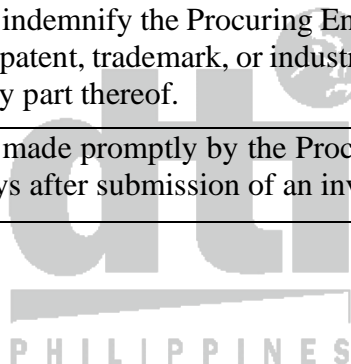 indemnify the Procuring En
patent, trademark, or industr
y part thereof.
made promptly by the Proc
ys after submission of an inv
dti
PHILIPPINES